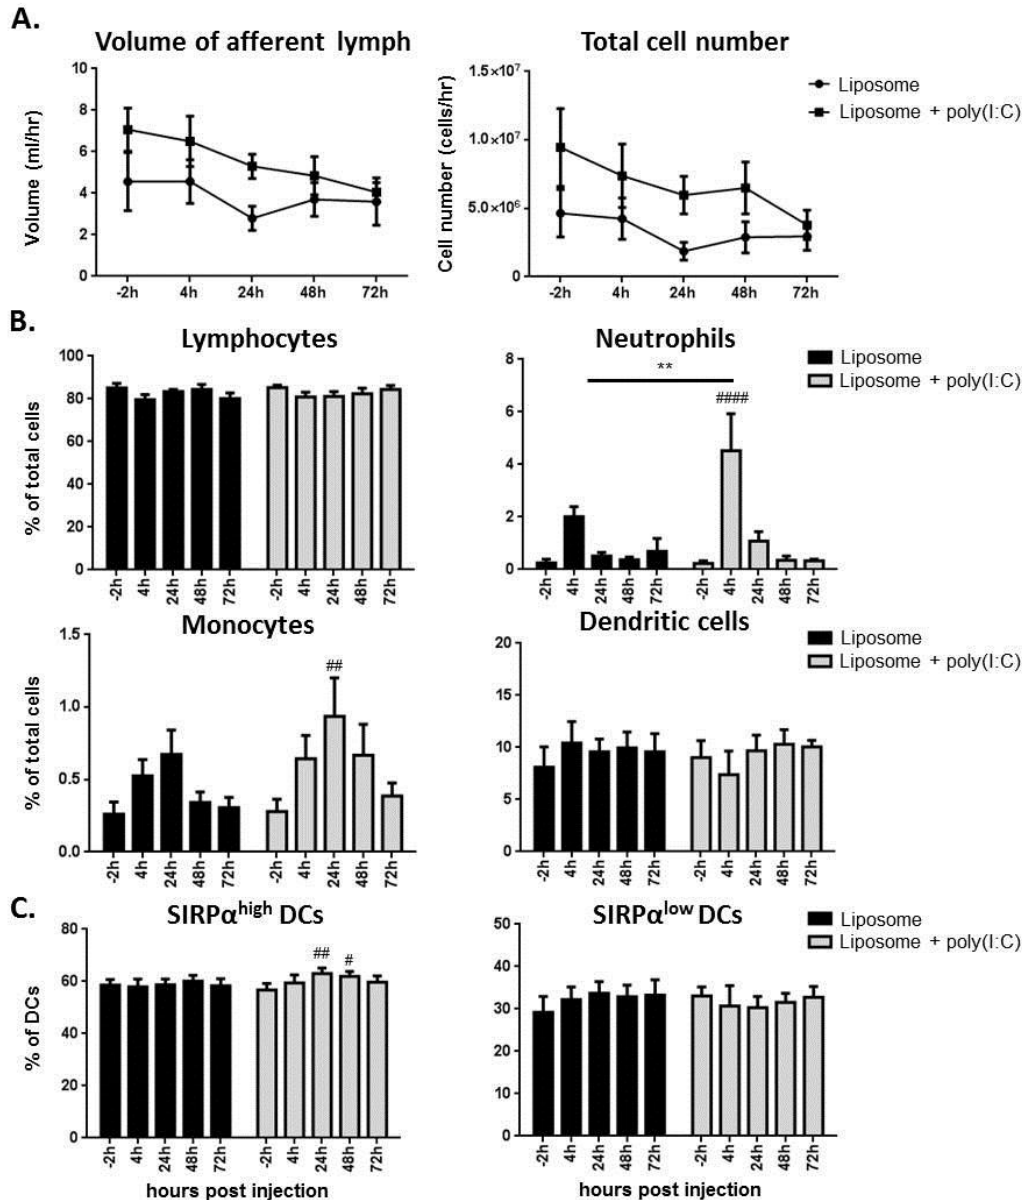 A.
Volume of afferent lymph
Total cell number
Volume (ml/hr)
10
8
6
4
2
0
-2h 4h 24h 48h 72h
Cell number (cells/hr)
1.5×10⁷
1.0×10⁷
5.0×10⁶
0
-2h 4h 24h 48h 72h
Liposome
Liposome + poly(I:C)
B.
Lymphocytes
% of total cells
100
80
60
40
20
0
-2h 4h 24h 48h 72h -2h 4h 24h 48h 72h
Neutrophils
8
6
4
2
0
**
####
-2h 4h 24h 48h 72h -2h 4h 24h 48h 72h
Liposome
Liposome + poly(I:C)
Monocytes
% of total cells
1.5
1.0
0.5
0.0
##
-2h 4h 24h 48h 72h -2h 4h 24h 48h 72h
Dendritic cells
20
15
10
5
0
-2h 4h 24h 48h 72h -2h 4h 24h 48h 72h
Liposome
Liposome + poly(I:C)
C.
SIRPα^high DCs
% of DCs
80
60
40
20
0
## #
-2h 4h 24h 48h 72h -2h 4h 24h 48h 72h
hours post injection
SIRPα^low DCs
50
40
30
20
10
0
-2h 4h 24h 48h 72h -2h 4h 24h 48h 72h
hours post injection
Liposome
Liposome + poly(I:C)